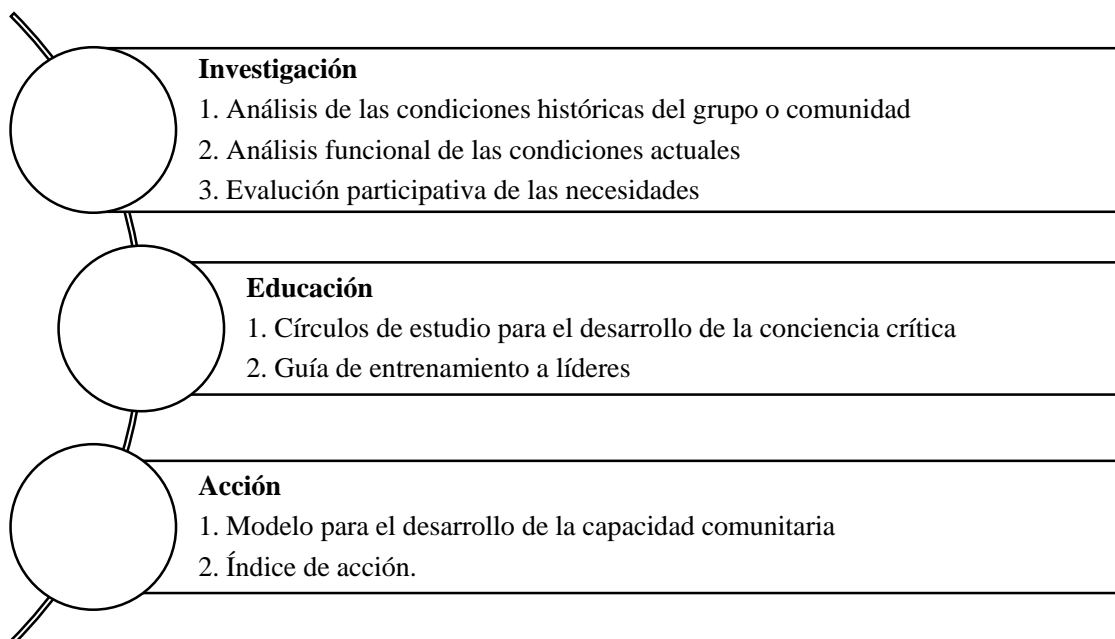 Investigación
1. Análisis de las condiciones históricas del grupo o comunidad
2. Análisis funcional de las condiciones actuales
3. Evalución participativa de las necesidades
Educación
1. Círculos de estudio para el desarrollo de la conciencia crítica
2. Guía de entrenamiento a líderes
Acción
1. Modelo para el desarrollo de la capacidad comunitaria
2. Índice de acción.